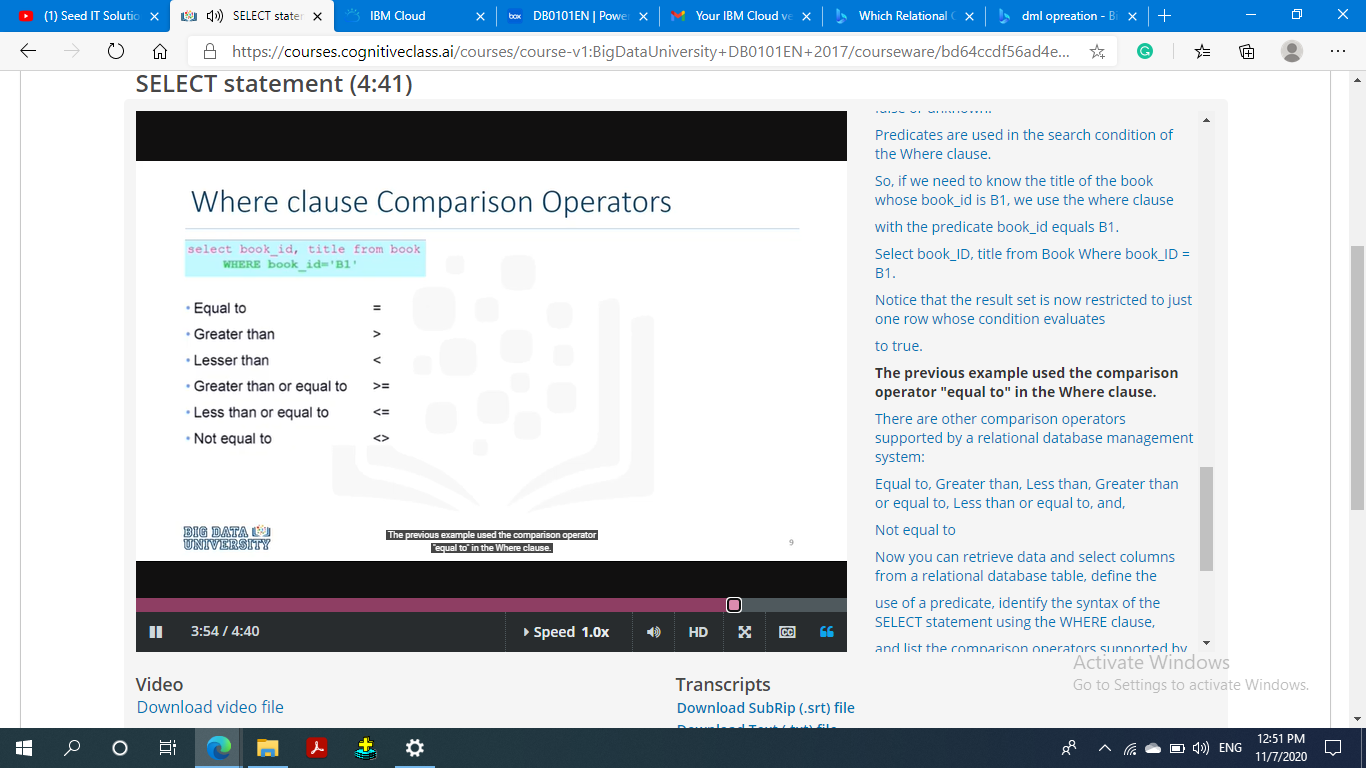 (1) Seed IT Solutio
SELECT stater
IBM Cloud
DB0101EN | Powe
Your IBM Cloud ve
Which Relational C
dml opreation - Bi
https://courses.cognitiveclass.ai/courses/course-v1:BigDataUniversity+DB0101EN+2017/courseware/bd64ccdf56ad4e...
SELECT statement (4:41)
Where clause Comparison Operators
select book_id, title from book
WHERE book_id='B1'
• Equal to =
• Greater than >
• Lesser than <
• Greater than or equal to >=
• Less than or equal to <=
• Not equal to <>
BIG DATA
UNIVERSITY
The previous example used the comparison operator
"equal to" in the Where clause.
9
3:54 / 4:40
Speed 1.0x
HD
CC
false or unknown.
Predicates are used in the search condition of
the Where clause.
So, if we need to know the title of the book
whose book_id is B1, we use the where clause
with the predicate book_id equals B1.
Select book_ID, title from Book Where book_ID =
B1.
Notice that the result set is now restricted to just
one row whose condition evaluates
to true.
The previous example used the comparison
operator "equal to" in the Where clause.
There are other comparison operators
supported by a relational database management
system:
Equal to, Greater than, Less than, Greater than
or equal to, Less than or equal to, and,
Not equal to
Now you can retrieve data and select columns
from a relational database table, define the
use of a predicate, identify the syntax of the
SELECT statement using the WHERE clause,
and list the comparison operators supported by
Activate Windows
Go to Settings to activate Windows.
Video
Download video file
Transcripts
Download SubRip (.srt) file
Download Text (.txt) file
ENG
12:51 PM
11/7/2020